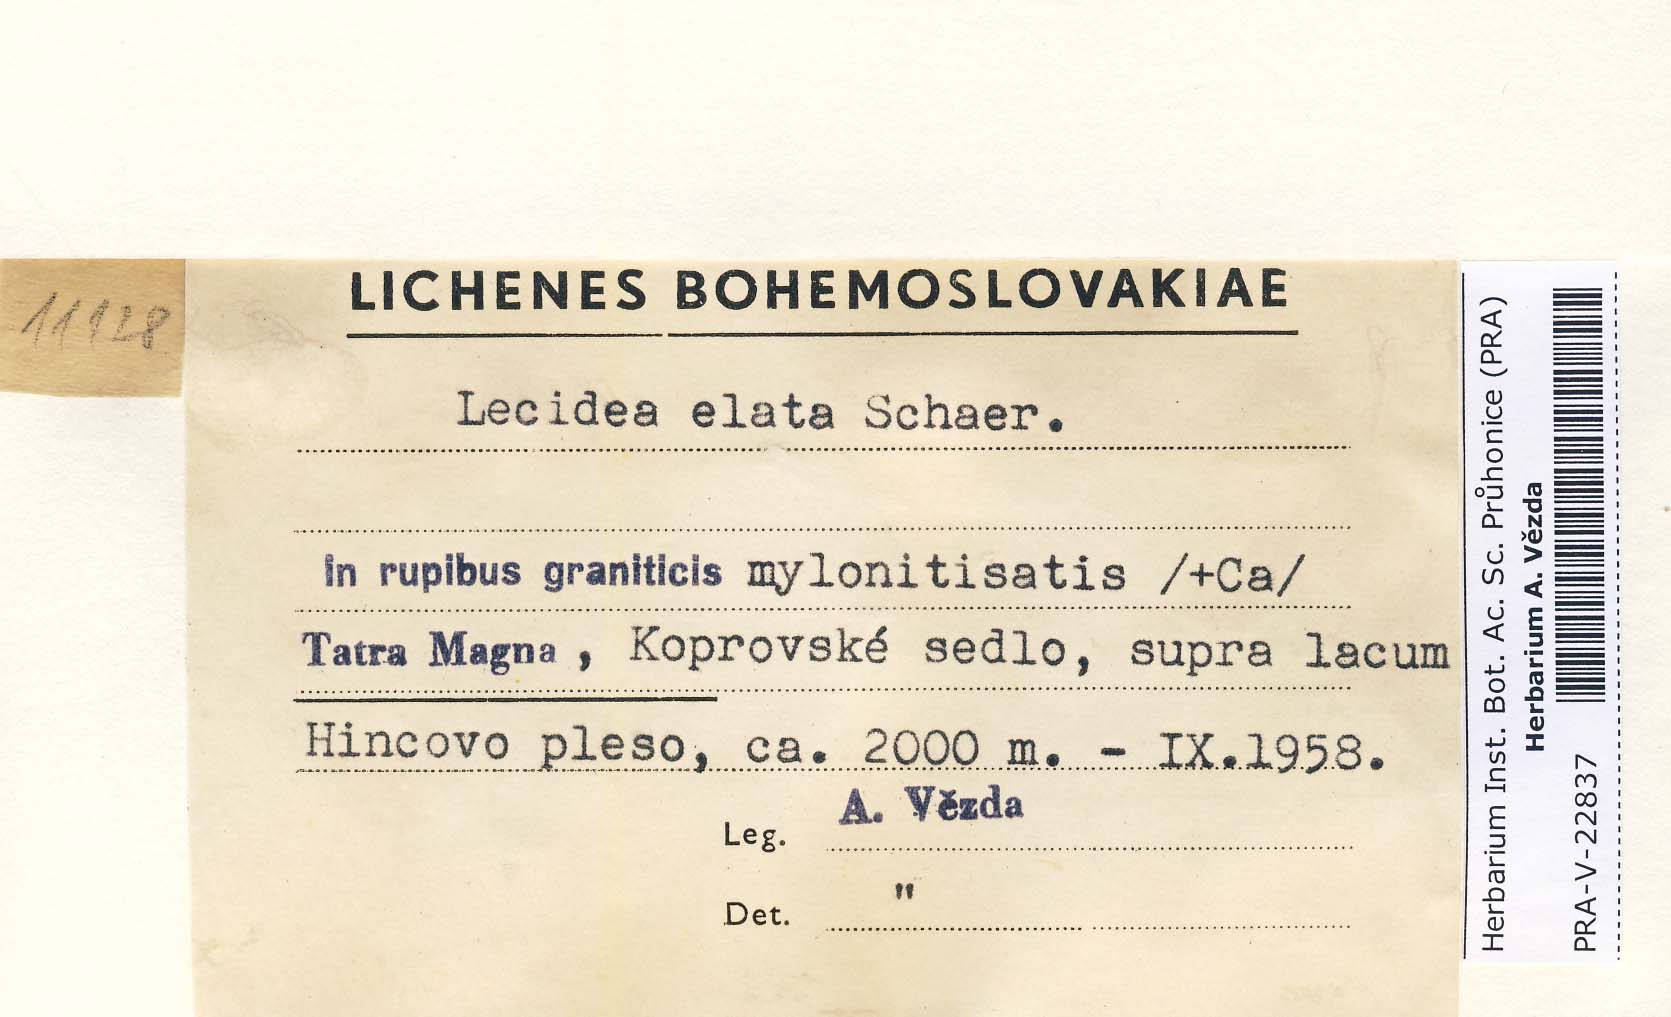 11128
LICHENES BOHEMOSLOVAKIAE
Lecidea elata Schaer.
in rupibus graniticis mylonitisatis /+Ca/
Tatra Magna, Koprovské sedlo, supra lacum
Hincovo pleso, ca. 2000 m. - IX.1958.
Leg. A. Vězda
Det. "
Herbarium Inst. Bot. Ac. Sc. Průhonice (PRA)
Herbarium A. Vězda
PRA-V-22837